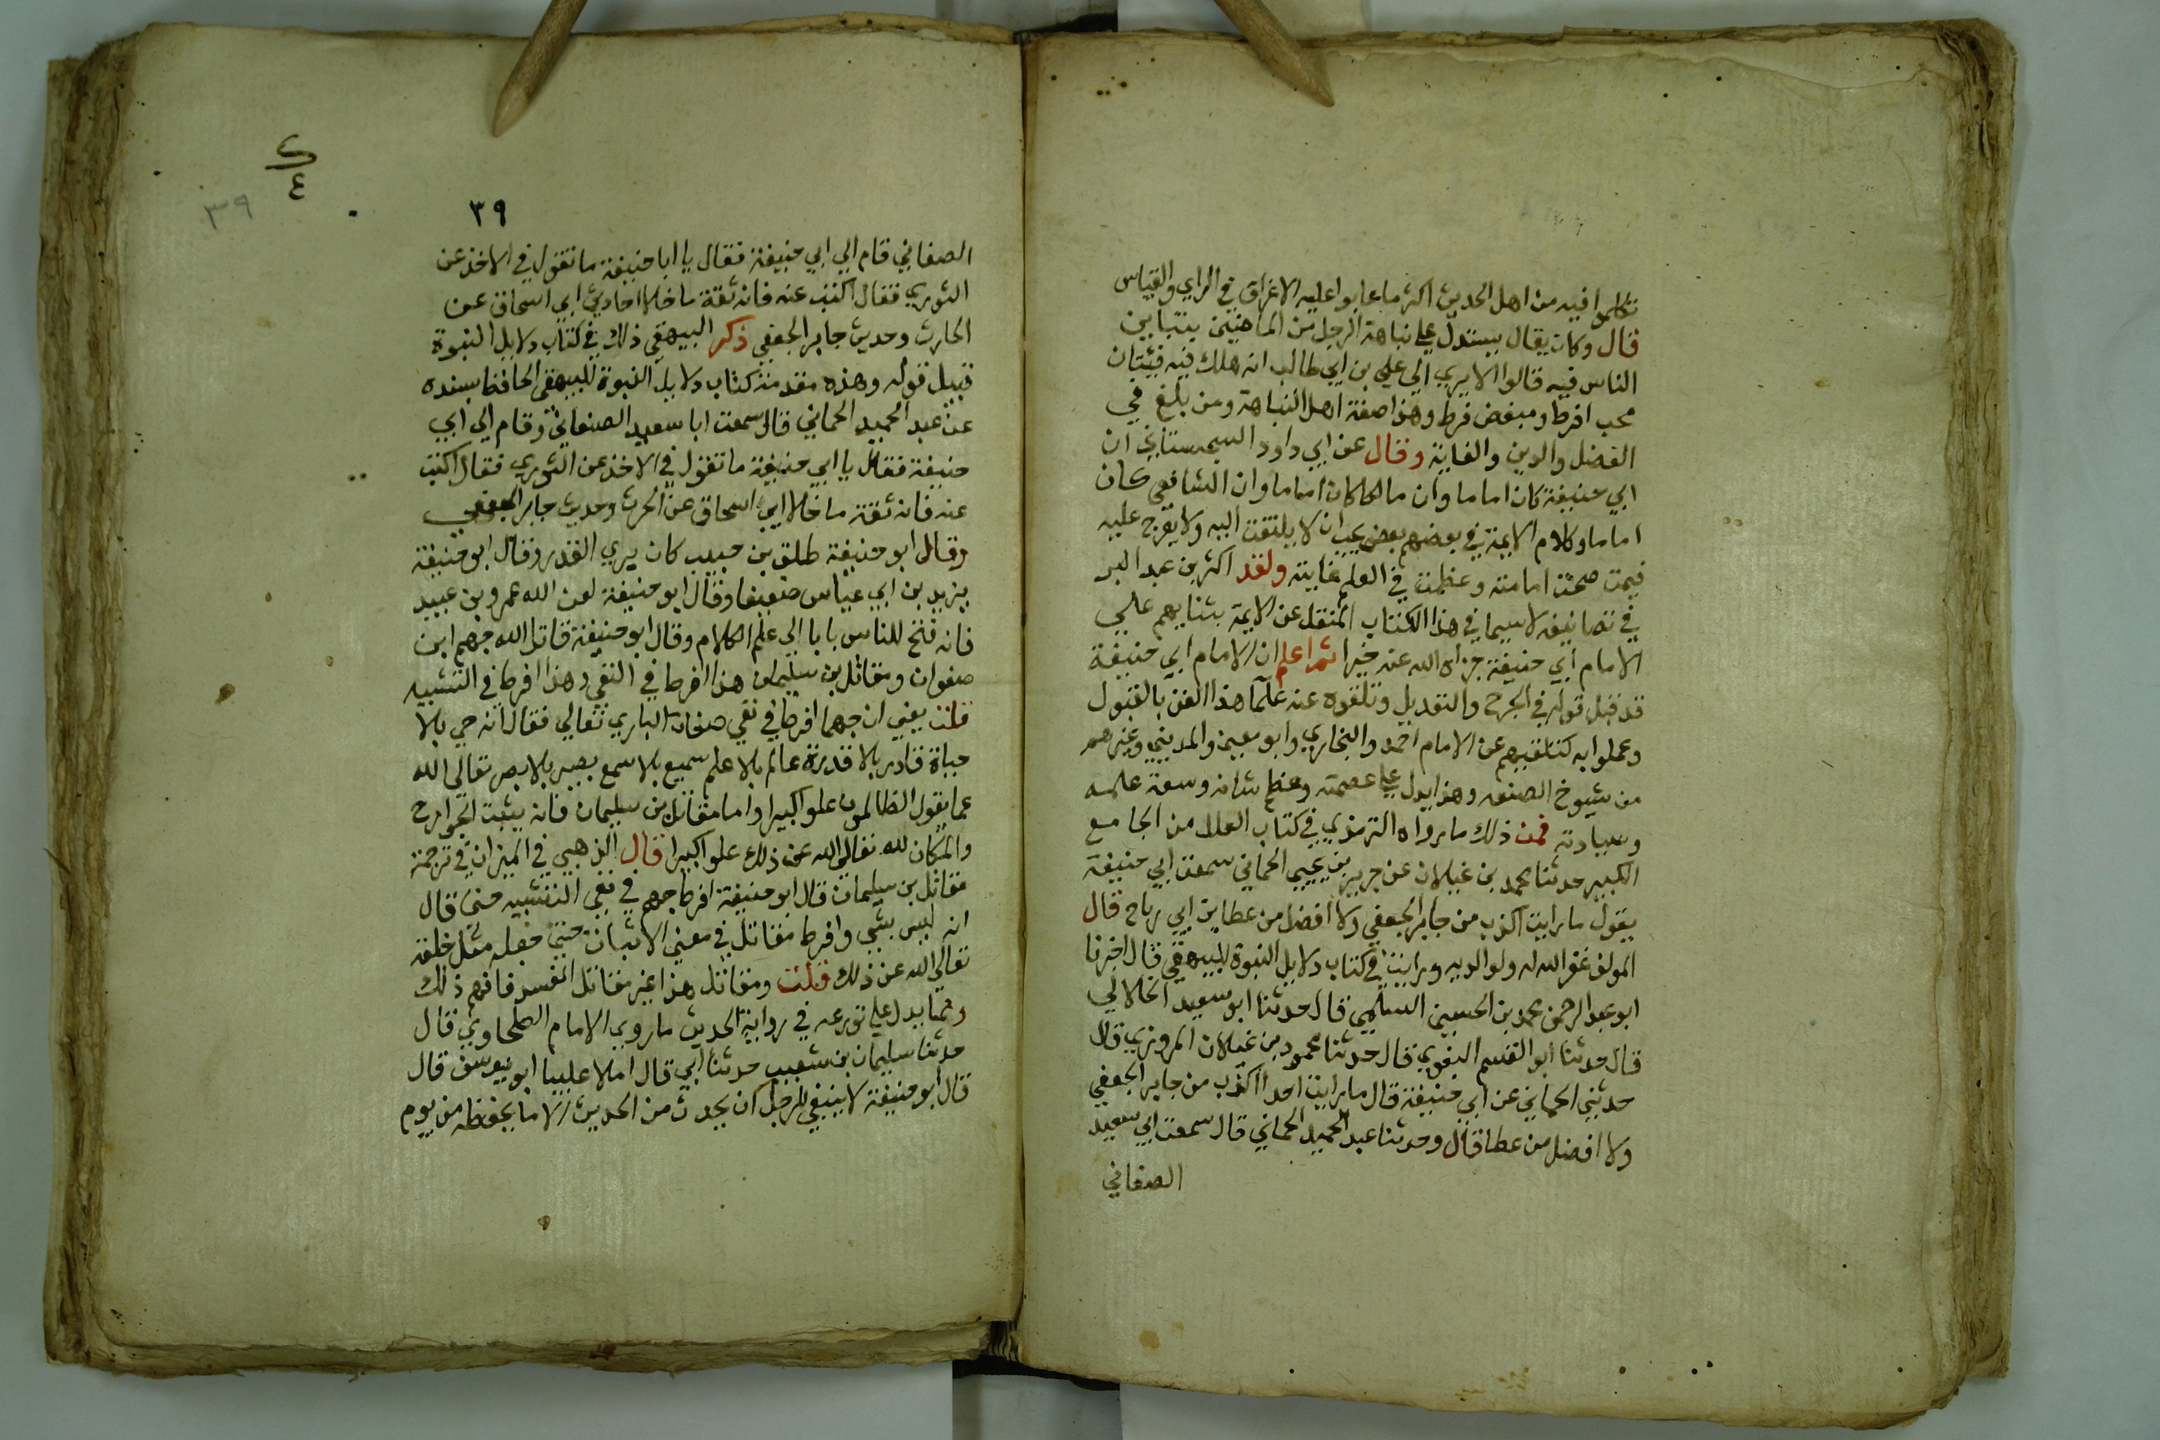 تكلموا فيه من اهل الحديث اكثر ما عابوا عليه الاغراق في الراي والقياس
قال وكان يقال يستدل علي نباهة الرجل من الماضيين بتباين
الناس فيه قالوا الا يري الي علي بن ابي طالب انه هلك فيه فيتيان
محب افرط ومبغض فرط وهذا صفة اهل النباهة ومن بلغ في
الفضل والدين والغاية وقال عن ابي داود السجستاني ان
ابي حنيفة كان اماما وان مالكا كان اماما وان الشافعي كان
اماما وكلام الايمة في بعضهم بعض يجب ان لا يلتفت اليه ولا يعرج عليه
فيمن صحت امامته وعظمت في العلم غايته ولقد اكثر بن عبد البر
في تصانيفه لاسيما في هذا الكتاب المنقل عن الايمة بثنايهم علي
الامام ابي حنيفة جزاه الله عنه خيرا ثم اعلم ان الامام ابي حنيفة
قد قبل قوله في الجرح والتعديل وتلقوه عنه علما هذا الفن بالقبول
وعملوا به كتلقيهم عن الامام احمد والبخاري وابو معين والمديني وغيرهم
من شيوخ الصنعه وهذا يدل علي عصمته وعظم شانه وسعة علمه
وسيادته فمن ذلك ما رواه الترمذي في كتاب العلل من الجامع
الكبير حدثنا محمد بن غيلان عن جرير بن يحيي الحماني سمعت ابي حنيفة
يقول ما رايت اكذب من جابر الجعفي ولا افضل من عطا بن ابي رباح قال
المولف غفر الله له ولوالديه ورايت في كتاب دلايل النبوة للبيهقي قال اخبرنا
ابو عبد الرحمن محمد بن الحسين السلمي قال حدثنا ابو سعيد الخلالي
قال حدثنا ابو القسم البغوي قال حدثنا محمود بن غيلان المروزي قال
حدثني الحماني عن ابي حنيفة قال ما رايت احدا اكذب من جابر الجعفي
ولا افضل من عطا قال وحدثنا عبد الحميد الحماني قال سمعت ابي سعيد
الصغاني
٢
٤
٣٩
٣٩
الصغاني قام الي ابي حنيفة فقال يا ابا حنيفة ما تقول في الاخذ عن
الثوري فقال اكتب عنه فانه ثقة ما خلا احاديث ابي اسحاق عن
الحارث وحديث جابر الجعفي ذكر البيهقي ذلك في كتاب دلايل النبوة
قبيل قوله وهذه مقدمة كتاب دلايل النبوة للبيهقي الحافظ بسنده
عن عبد الحميد الحماني قال سمعت ابا سعيد الصنعاني وقام الي ابي
حنيفة فقال يا ابي حنيفة ما تقول في الاخذ عن الثوري فقال اكتب
عنه فانه ثقة ما خلا ابي اسحاق عن الحرث وحديث جابر الجعفي
وقال ابو حنيفة طلق بن حبيب كان يري القدر وقال ابو حنيفة
يزيد بن ابي عياس ضعيفا وقال ابو حنيفة لعن الله عمرو بن عبيد
فانه فتح للناس بابا الي علم الكلام وقال ابو حنيفة قاتل الله جهم ابن
صفوان ومقاتل بن سليمان هذا افرط في النفي وهذا افرط في التشبيه
قلت يعني ان جهما افرط في نفي صفات الباري تعالي فقال انه حي بلا
حياة قادر بلا قدرة عالم بلا علم سميع بلا سمع بصير بلا بصر تعالي الله
عما يقول الظالمون علوا كبيرا واما مقاتل بن سليمان فانه يثبت الجوارح
والمكان لله تعالي الله عن ذلك علوا كبيرا قال الذهبي في الميزان في ترجمة
مقاتل بن سليمان قال ابو حنيفة افرط جهم في نفي التشبيه حتي قال
انه ليس بشي وافرط مقاتل في معني الاثبات حتي جعله مثل خلقه
تعالي الله عن ذلك قلت ومقاتل هذا غير مقاتل المفسر فافهم ذلك
ومما يدل علي تورعه في رواية الحديث ما روي الامام الطحاوي قال
حدثنا سليمان بن شعيب حدثنا ابي قال املا علينا ابو يوسف قال
قال ابو حنيفة لا ينبغي للرجل ان يحدث من الحديث الا ما يحفظه من يوم